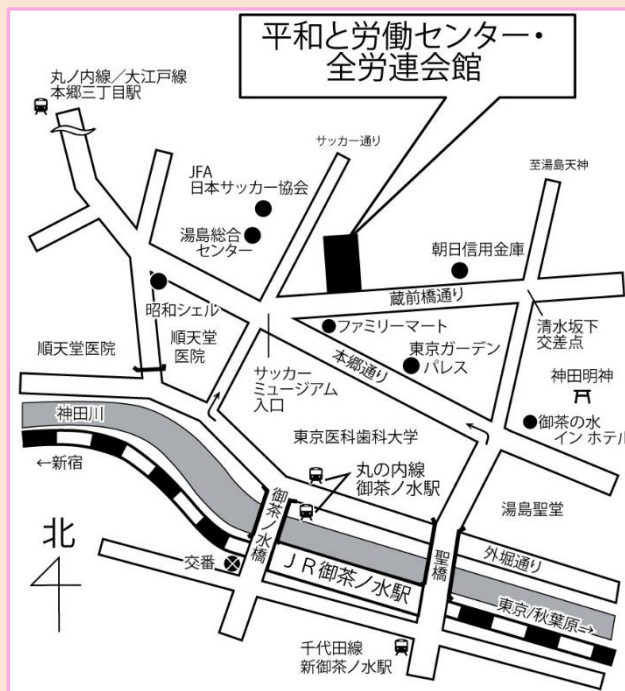 平和と労働センター・
全労連会館
丸ノ内線／大江戸線
本郷三丁目駅
サッカー通り
至湯島天神
JFA
日本サッカー協会
湯島総合
センター
朝日信用金庫
昭和シェル
蔵前橋通り
順天堂医院
順天堂
医院
ファミリーマート
清水坂下
交差点
サッカー
ミュージアム
入口
本郷通り
東京ガーデン
パレス
神田明神
神田川
東京医科歯科大学
御茶の水
イン ホテル
←新宿
丸の内線
御茶ノ水駅
湯島聖堂
北
御茶ノ水橋
交番
JR御茶ノ水駅
聖橋
外堀通り
東京/秋葉原→
千代田線
新御茶ノ水駅